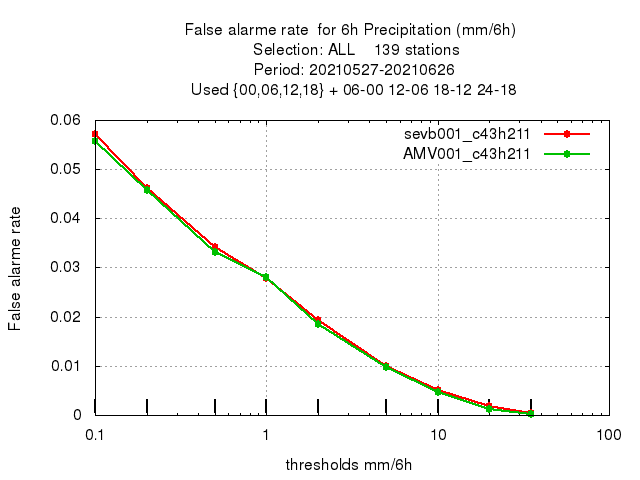 False alarme rate  for 6h Precipitation (mm/6h)
Selection: ALL    139 stations
Period: 20210527-20210626
Used {00,06,12,18} + 06-00 12-06 18-12 24-18
sevb001_c43h211
AMV001_c43h211
False alarme rate
0.06
0.05
0.04
0.03
0.02
0.01
0
0.1 1 10 100
thresholds mm/6h